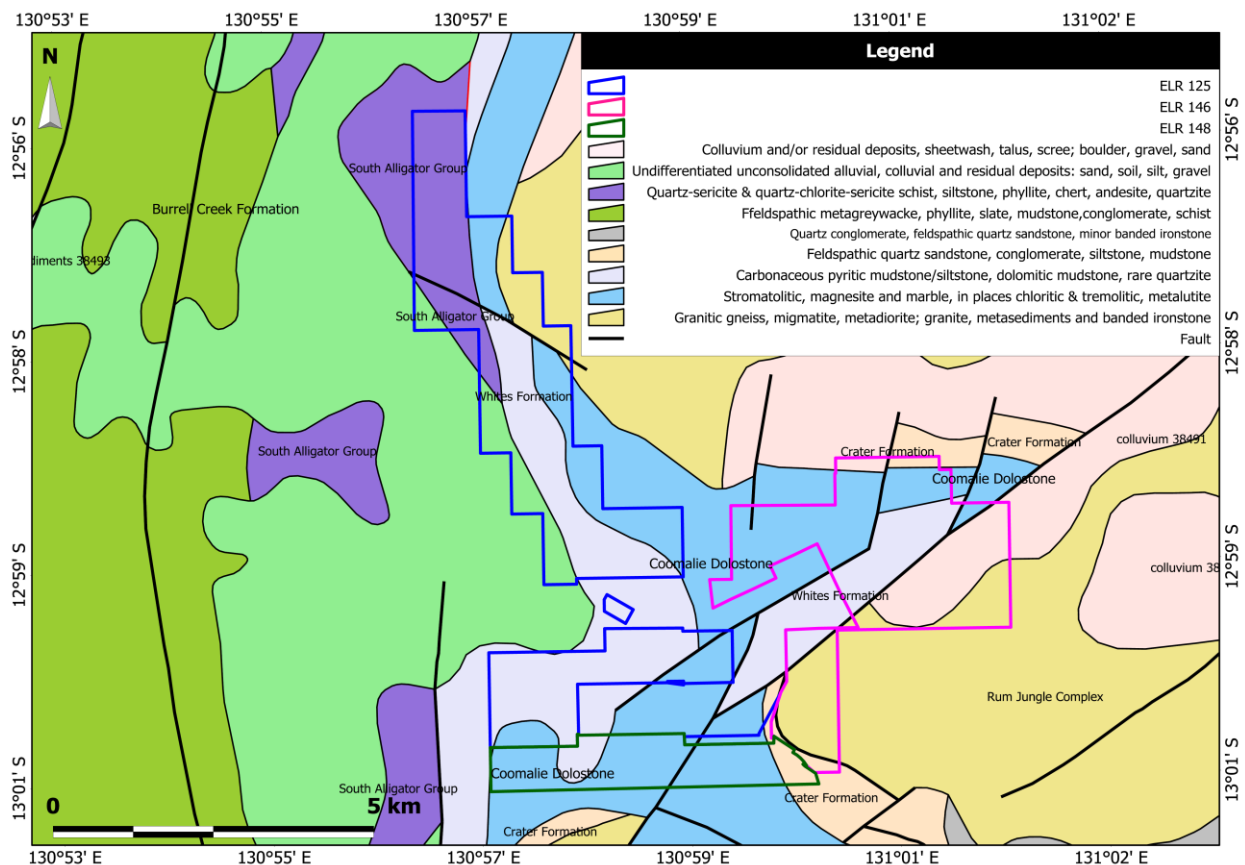 130°53' E 130°55' E 130°57' E 130°59' E 131°01' E 131°02' E
N
Legend
ELR 125
ELR 146
ELR 148
Colluvium and/or residual deposits, sheetwash, talus, scree; boulder, gravel, sand
Undifferentiated unconsolidated alluvial, colluvial and residual deposits: sand, soil, silt, gravel
Quartz-sericite & quartz-chlorite-sericite schist, siltstone, phyllite, chert, andesite, quartzite
Ffeldspathic metagreywacke, phyllite, slate, mudstone,conglomerate, schist
Quartz conglomerate, feldspathic quartz sandstone, minor banded ironstone
Feldspathic quartz sandstone, conglomerate, siltstone, mudstone
Carbonaceous pyritic mudstone/siltstone, dolomitic mudstone, rare quartzite
Stromatolitic, magnesite and marble, in places chloritic & tremolitic, metalutite
Granitic gneiss, migmatite, metadiorite; granite, metasediments and banded ironstone
Fault
12°56' S
12°56' S
South Alligator Group
Burrell Creek Formation
diments 38493
South Alligator Group
12°58' S
12°58' S
Whites Formation
Crater Formation
colluvium 38491
Crater Formation
South Alligator Group
Coomalie Dolostone
12°59' S
12°59' S
Coomalie Dolostone
colluvium 38
Whites Formation
Rum Jungle Complex
13°01' S
13°01' S
Coomalie Dolostone
South Alligator Group
Crater Formation
0 5 km
Crater Formation
130°53' E 130°55' E 130°57' E 130°59' E 131°01' E 131°02' E